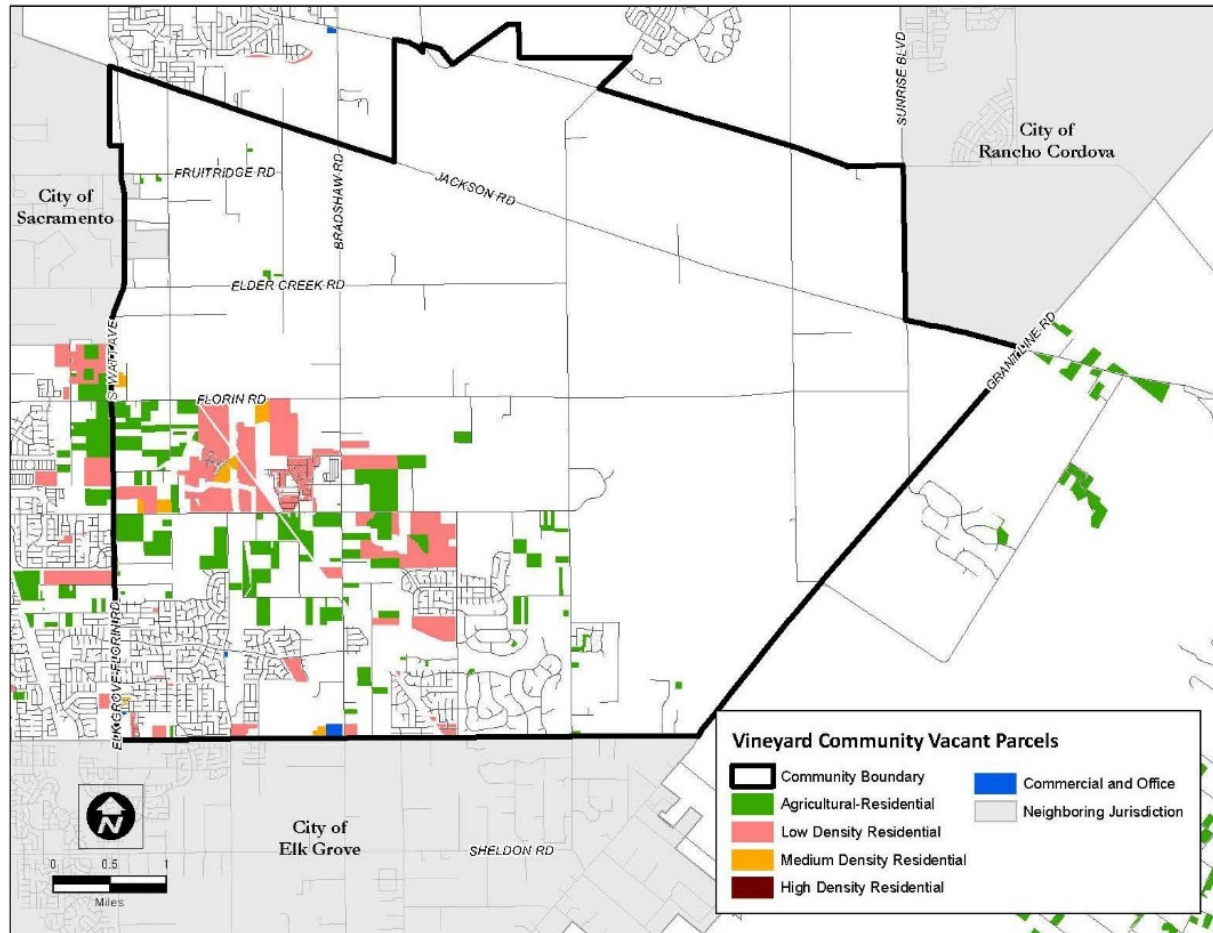 SUNRISE BLVD
City of
Rancho Cordova
BRADSHAW RD
FRUITRIDGE RD
JACKSON RD
City of
Sacramento
ELDER CREEK RD
S WATT AVE
GRANT LINE RD
FLORIN RD
ELK GROVE FLORIN RD
Vineyard Community Vacant Parcels
Community Boundary
Agricultural-Residential
Low Density Residential
Medium Density Residential
High Density Residential
Commercial and Office
Neighboring Jurisdiction
N
City of
Elk Grove
SHELDON RD
0 0.5 1
Miles